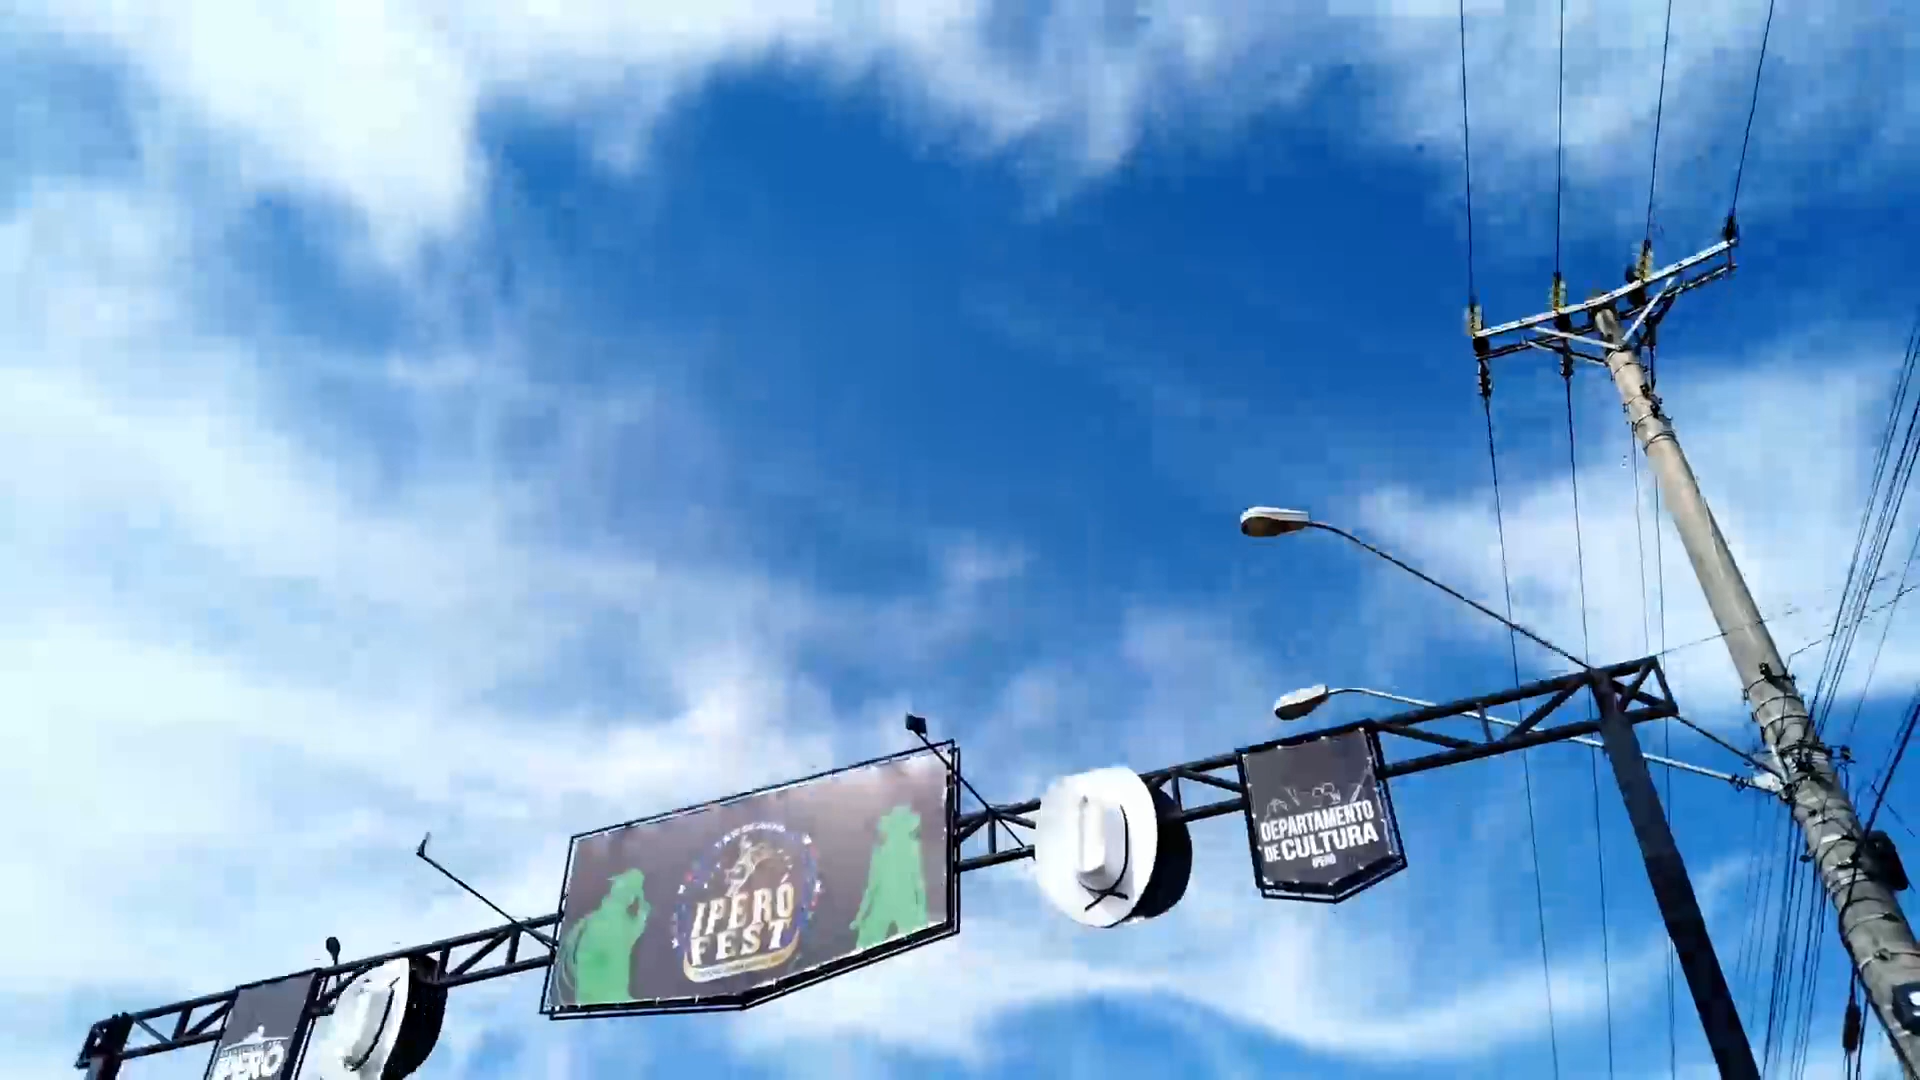 IPERÓ
FEST
DEPARTAMENTO
DE CULTURA
IPERÓ
IPERÓ